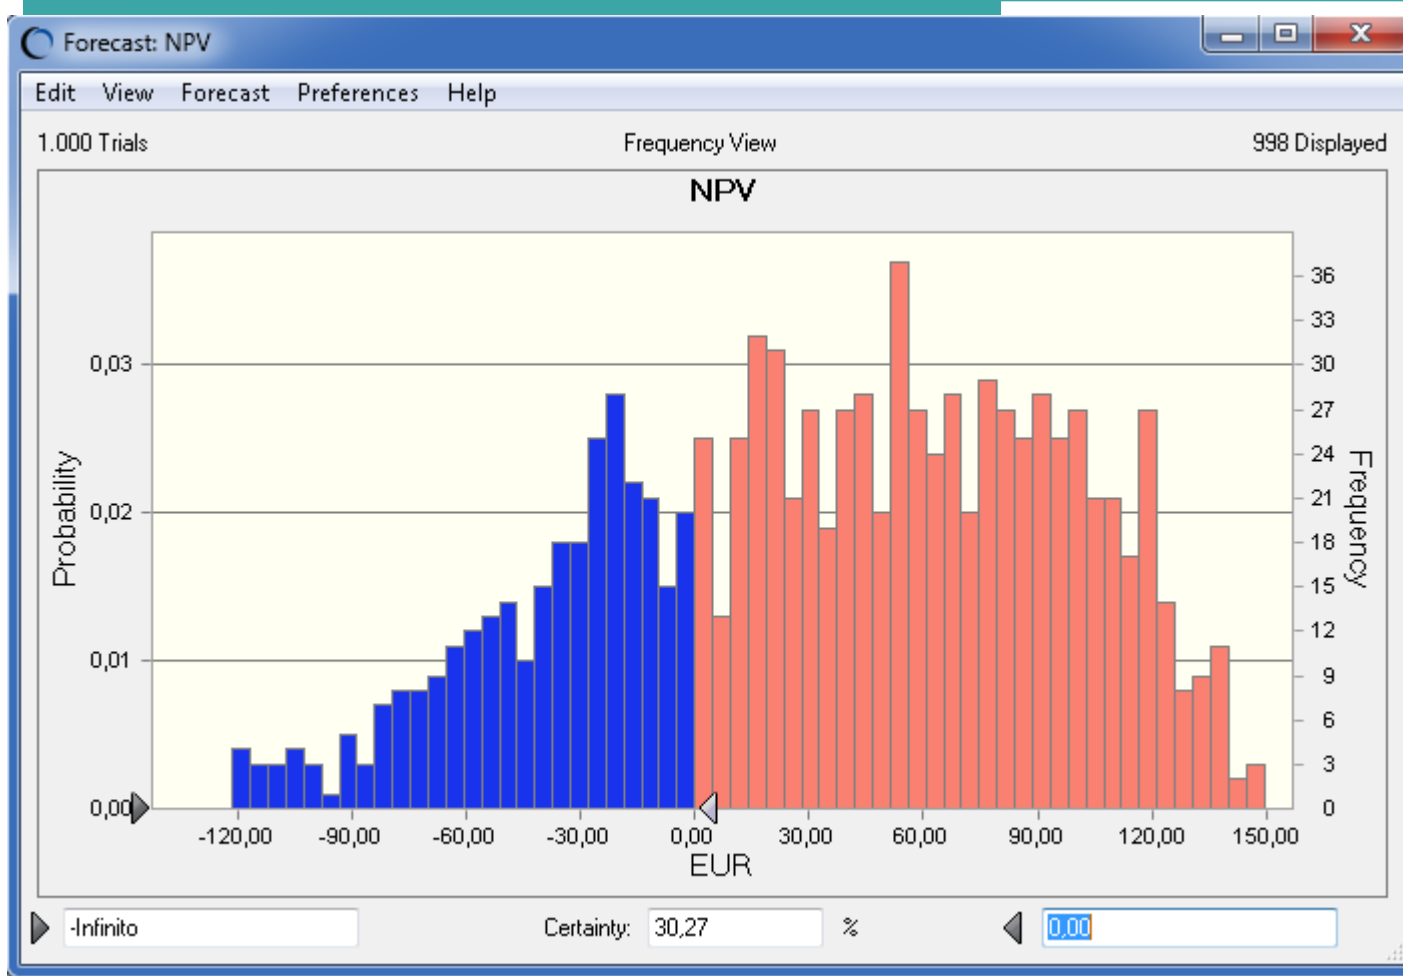 Forecast: NPV
Edit View Forecast Preferences Help
1.000 Trials Frequency View 998 Displayed
NPV
36
33
0,03 30
27
24
Probability
Frequency
0,02 21
18
15
12
0,01 9
6
3
0,00 0
-120,00 -90,00 -60,00 -30,00 0,00 30,00 60,00 90,00 120,00 150,00
EUR
-Infinito Certainty: 30,27 % 0,00